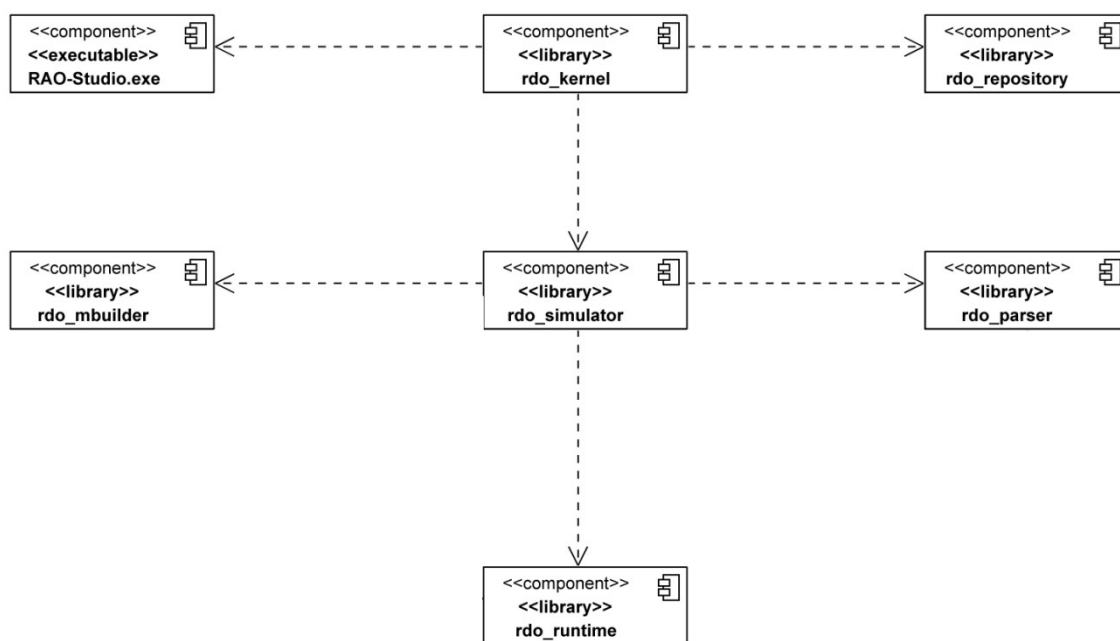 <<component>>
<<executable>>
RAO-Studio.exe
<<component>>
<<library>>
rdo_kernel
<<component>>
<<library>>
rdo_repository
<<component>>
<<library>>
rdo_mbuilder
<<component>>
<<library>>
rdo_simulator
<<component>>
<<library>>
rdo_parser
<<component>>
<<library>>
rdo_runtime